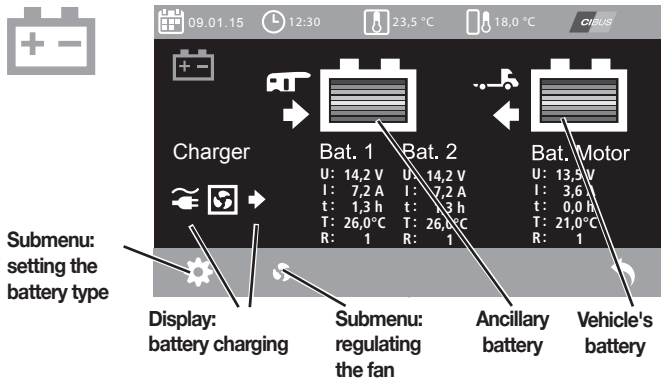 09.01.15 12:30 23,5 °C 18,0 °C CIBUS
Charger
Bat. 1 Bat. 2 Bat. Motor
U: 14,2 V U: 14,2 V U: 13,5 V
I: 7,2 A I: 7,2 A I: 3,6 A
t: 1,3 h t: 1,3 h t: 0,0 h
T: 26,0°C T: 26,0°C T: 21,0°C
R: 1 R: 1 R: 1
Submenu:
setting the
battery type
Display:
battery charging
Submenu:
regulating
the fan
Ancillary
battery
Vehicle's
battery